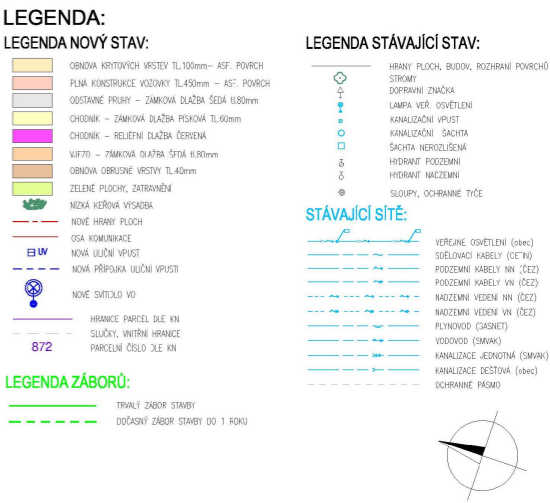 LEGENDA:
LEGENDA NOVÝ STAV:
OBNOVA KRYTOVÝCH VRSTEV TL.100mm- ASF. POVRCH
PLNÁ KONSTRUKCE VOZOVKY TL.450mm - ASF. POVRCH
ODSTAVNÉ PRUHY - ZÁMKOVÁ DLAŽBA ŠEDÁ tl.80mm
CHODNÍK - ZÁMKOVÁ DLAŽBA PÍSKOVÁ TL.60mm
CHODNÍK - RELIÉFNÍ DLAŽBA ČERVENÁ
VJEZD - ZÁMKOVÁ DLAŽBA ŠEDÁ tl.80mm
OBNOVA OBRUSNÉ VRSTVY TL.40mm
ZELENÉ PLOCHY, ZATRAVNĚNÍ
NÍZKÁ KEŘOVÁ VÝSADBA
NOVÉ HRANY PLOCH
OSA KOMUNIKACE
UV NOVÁ ULIČNÍ VPUST
NOVÁ PŘÍPOJKA ULIČNÍ VPUSTI
NOVÉ SVÍTIDLO VO
HRANICE PARCEL DLE KN
SLUČKY, VNITŘNÍ HRANICE
872 PARCELNÍ ČÍSLO DLE KN
LEGENDA ZÁBORŮ:
TRVALÝ ZÁBOR STAVBY
DOČASNÝ ZÁBOR STAVBY DO 1 ROKU
LEGENDA STÁVAJÍCÍ STAV:
HRANY PLOCH, BUDOV, ROZHRANÍ POVRCHŮ
STROMY
DOPRAVNÍ ZNAČKA
LAMPA VEŘ. OSVĚTLENÍ
KANALIZAČNÍ VPUST
KANALIZAČNÍ ŠACHTA
ŠACHTA NEROZLIŠENÁ
HYDRANT PODZEMNÍ
HYDRANT NADZEMNÍ
SLOUPY, OCHRANNÉ TYČE
STÁVAJÍCÍ SÍTĚ:
VEŘEJNÉ OSVĚTLENÍ (obec)
SDĚLOVACÍ KABELY (CETIN)
PODZEMNÍ KABELY NN (ČEZ)
PODZEMNÍ KABELY VN (ČEZ)
NADZEMNÍ VEDENÍ NN (ČEZ)
NADZEMNÍ VEDENÍ VN (ČEZ)
PLYNOVOD (GASNET)
VODOVOD (SMVAK)
KANALIZACE JEDNOTNÁ (SMVAK)
KANALIZACE DEŠŤOVÁ (obec)
OCHRANNÉ PÁSMO